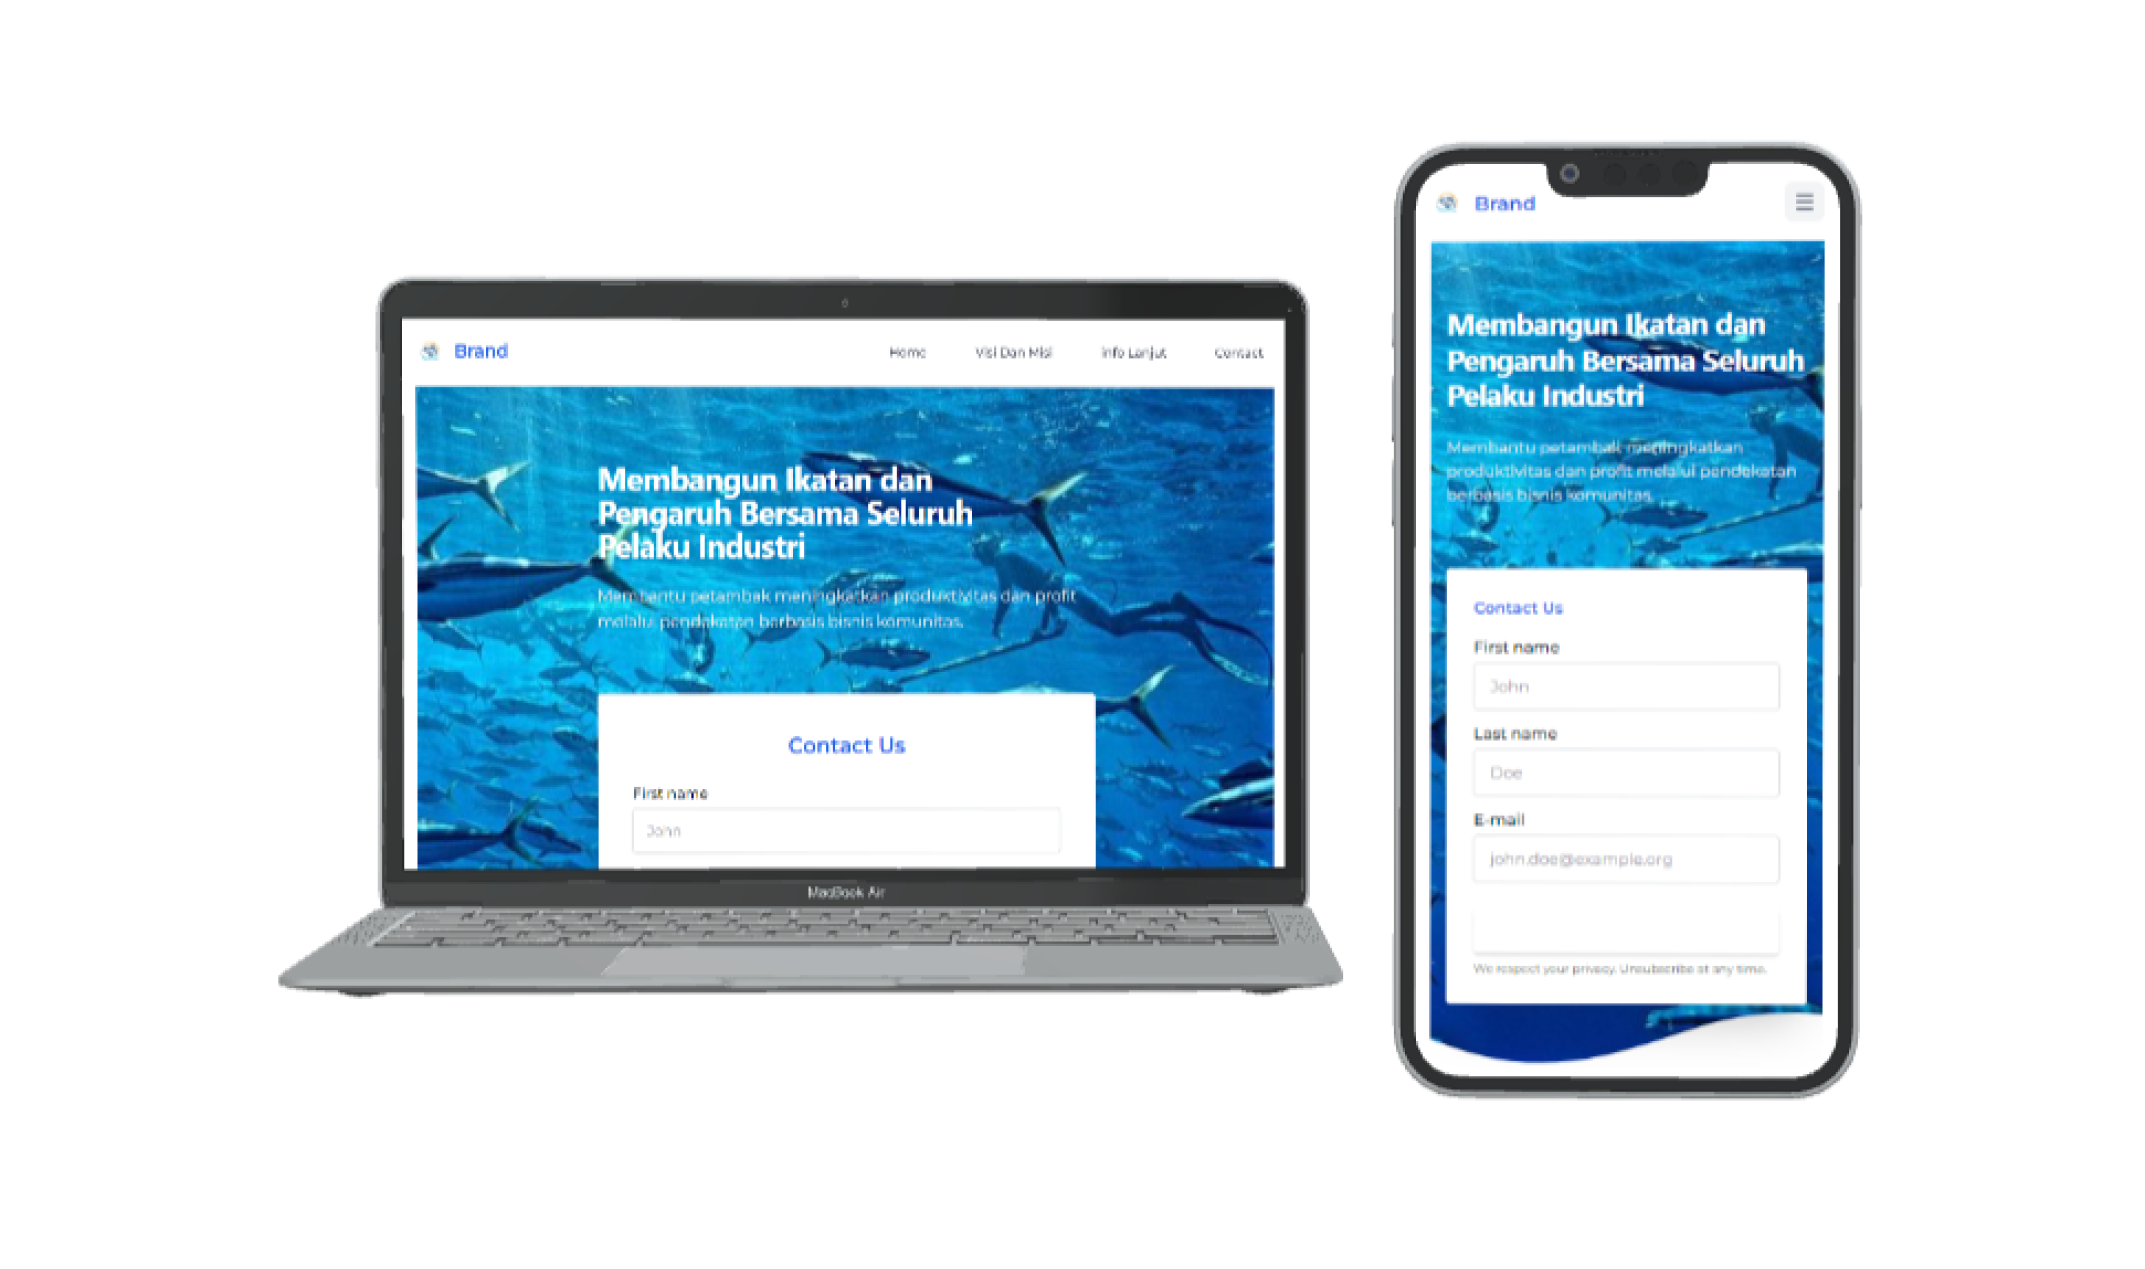 Brand
Home Visi Dan Misi Info Lanjut Contact
Membangun Ikatan dan
Pengaruh Bersama Seluruh
Pelaku Industri
Membantu petambak meningkatkan produktivitas dan profit
melalui pendekatan berbasis bisnis komunitas.
Contact Us
First name
John
MacBook Air
Brand
Membangun Ikatan dan
Pengaruh Bersama Seluruh
Pelaku Industri
Membantu petambak meningkatkan
produktivitas dan profit melalui pendekatan
berbasis bisnis komunitas.
Contact Us
First name
John
Last name
Doe
E-mail
john.doe@example.org
We respect your privacy. Unsubscribe at any time.